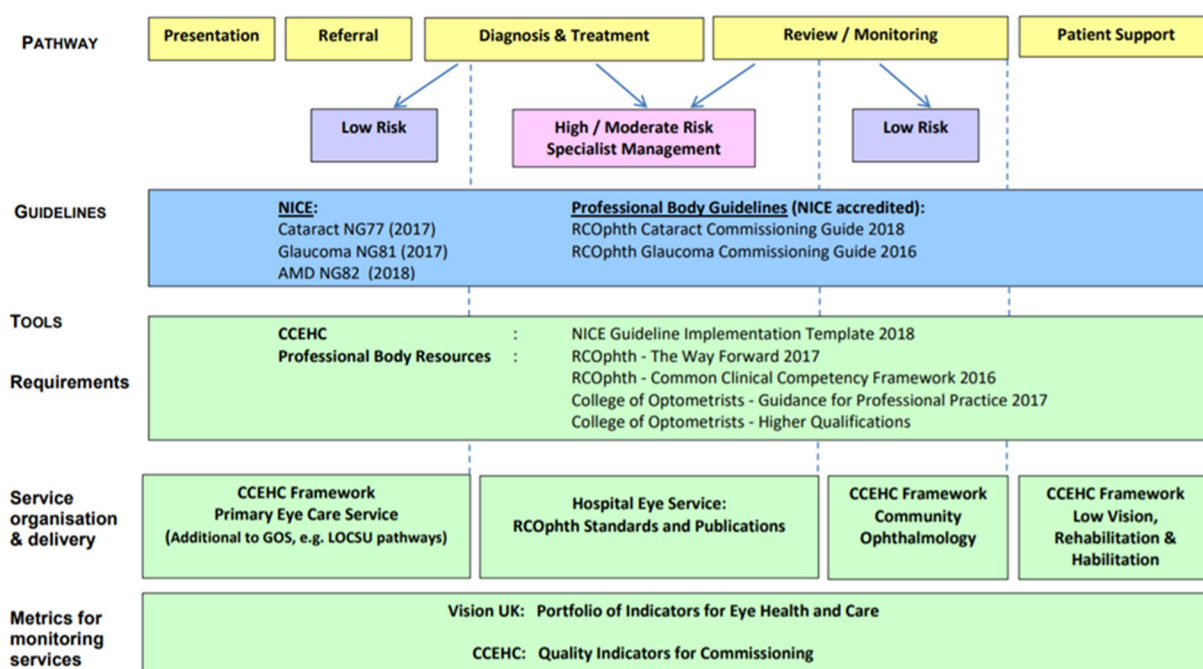 PATHWAY
Presentation
Referral
Diagnosis & Treatment
Review / Monitoring
Patient Support
Low Risk
High / Moderate Risk
Specialist Management
Low Risk
GUIDELINES
NICE:
Cataract NG77 (2017)
Glaucoma NG81 (2017)
AMD NG82 (2018)
Professional Body Guidelines (NICE accredited):
RCOphth Cataract Commissioning Guide 2018
RCOphth Glaucoma Commissioning Guide 2016
TOOLS
Requirements
CCEHC : NICE Guideline Implementation Template 2018
Professional Body Resources : RCOphth - The Way Forward 2017
RCOphth - Common Clinical Competency Framework 2016
College of Optometrists - Guidance for Professional Practice 2017
College of Optometrists - Higher Qualifications
Service
organisation
& delivery
CCEHC Framework
Primary Eye Care Service
(Additional to GOS, e.g. LOCSU pathways)
Hospital Eye Service:
RCOphth Standards and Publications
CCEHC Framework
Community
Ophthalmology
CCEHC Framework
Low Vision,
Rehabilitation &
Habilitation
Metrics for
monitoring
services
Vision UK: Portfolio of Indicators for Eye Health and Care
CCEHC: Quality Indicators for Commissioning